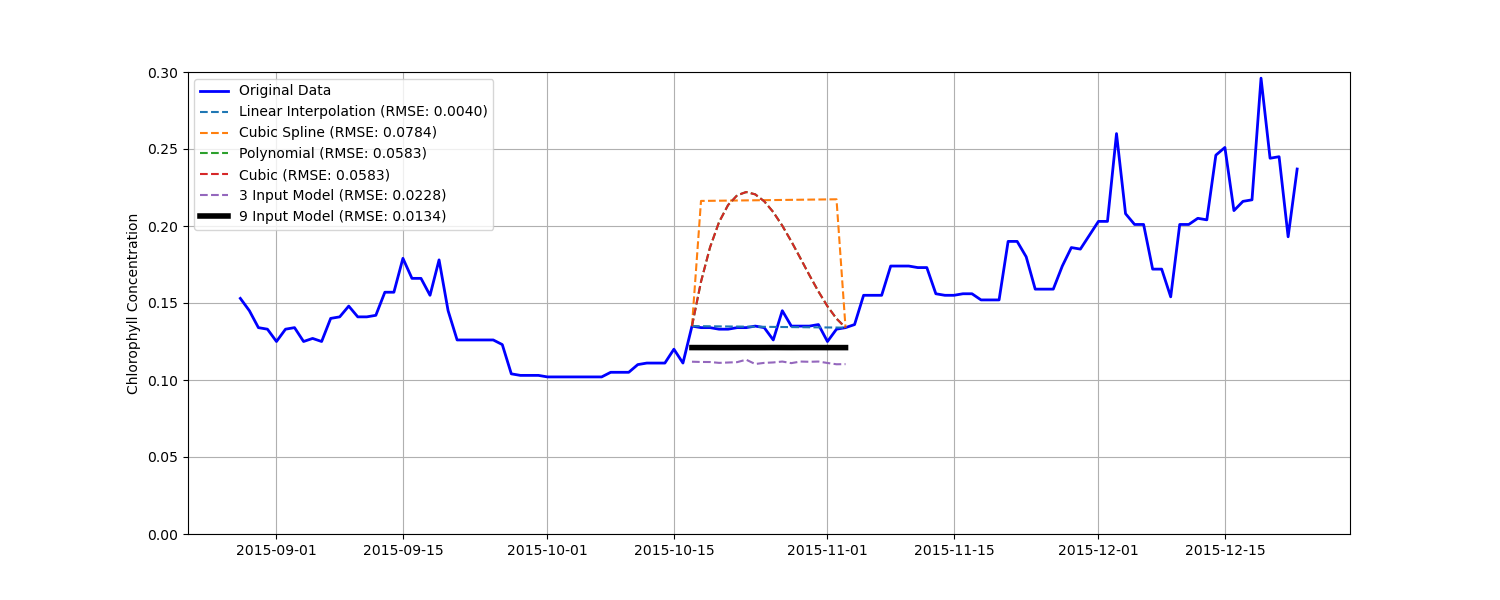 Chlorophyll Concentration
0.30
0.25
0.20
0.15
0.10
0.05
0.00
Original Data
Linear Interpolation (RMSE: 0.0040)
Cubic Spline (RMSE: 0.0784)
Polynomial (RMSE: 0.0583)
Cubic (RMSE: 0.0583)
3 Input Model (RMSE: 0.0228)
9 Input Model (RMSE: 0.0134)
2015-09-01 2015-09-15 2015-10-01 2015-10-15 2015-11-01 2015-11-15 2015-12-01 2015-12-15